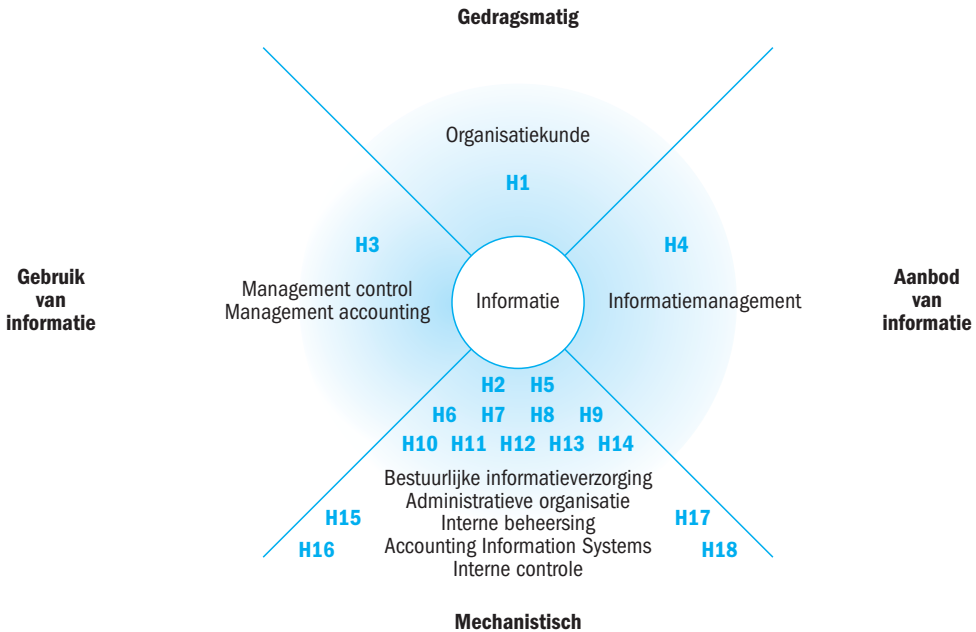 Gedragsmatig
Organisatiekunde
H1
H3
H4
Gebruik
van
informatie
Management control
Management accounting
Informatie
Informatiemanagement
Aanbod
van
informatie
H2 H5
H6 H7 H8 H9
H10 H11 H12 H13 H14
Bestuurlijke informatieverzorging
Administratieve organisatie
Interne beheersing
Accounting Information Systems
Interne controle
H15
H16
H17
H18
Mechanistisch